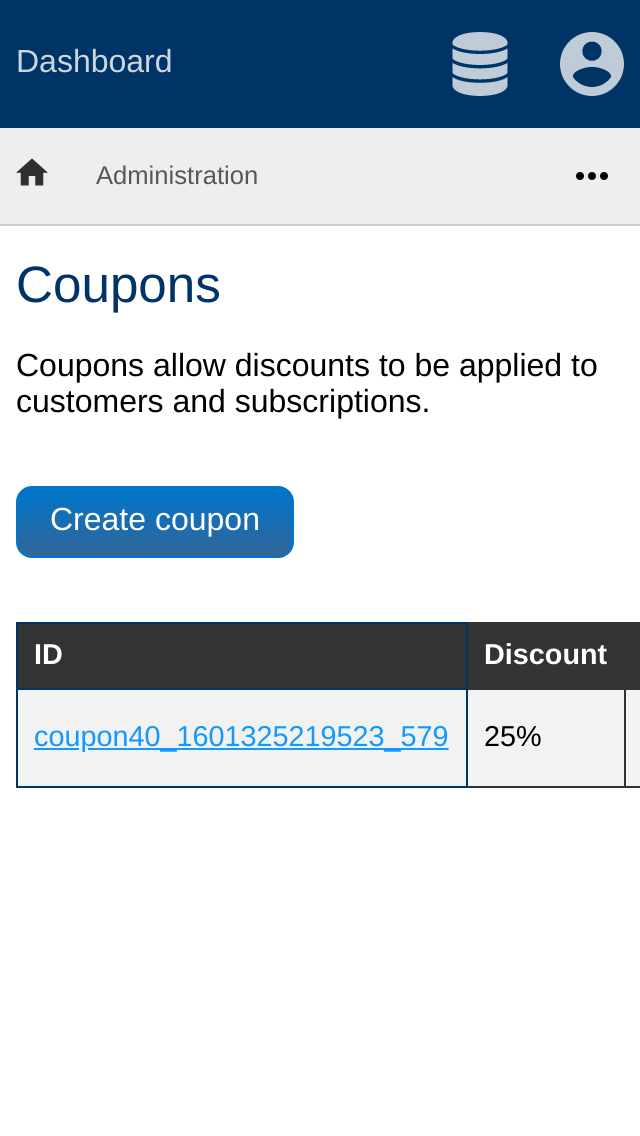 Dashboard
Administration
Coupons
Coupons allow discounts to be applied to
customers and subscriptions.
Create coupon
ID Discount
coupon40_1601325219523_579 25%